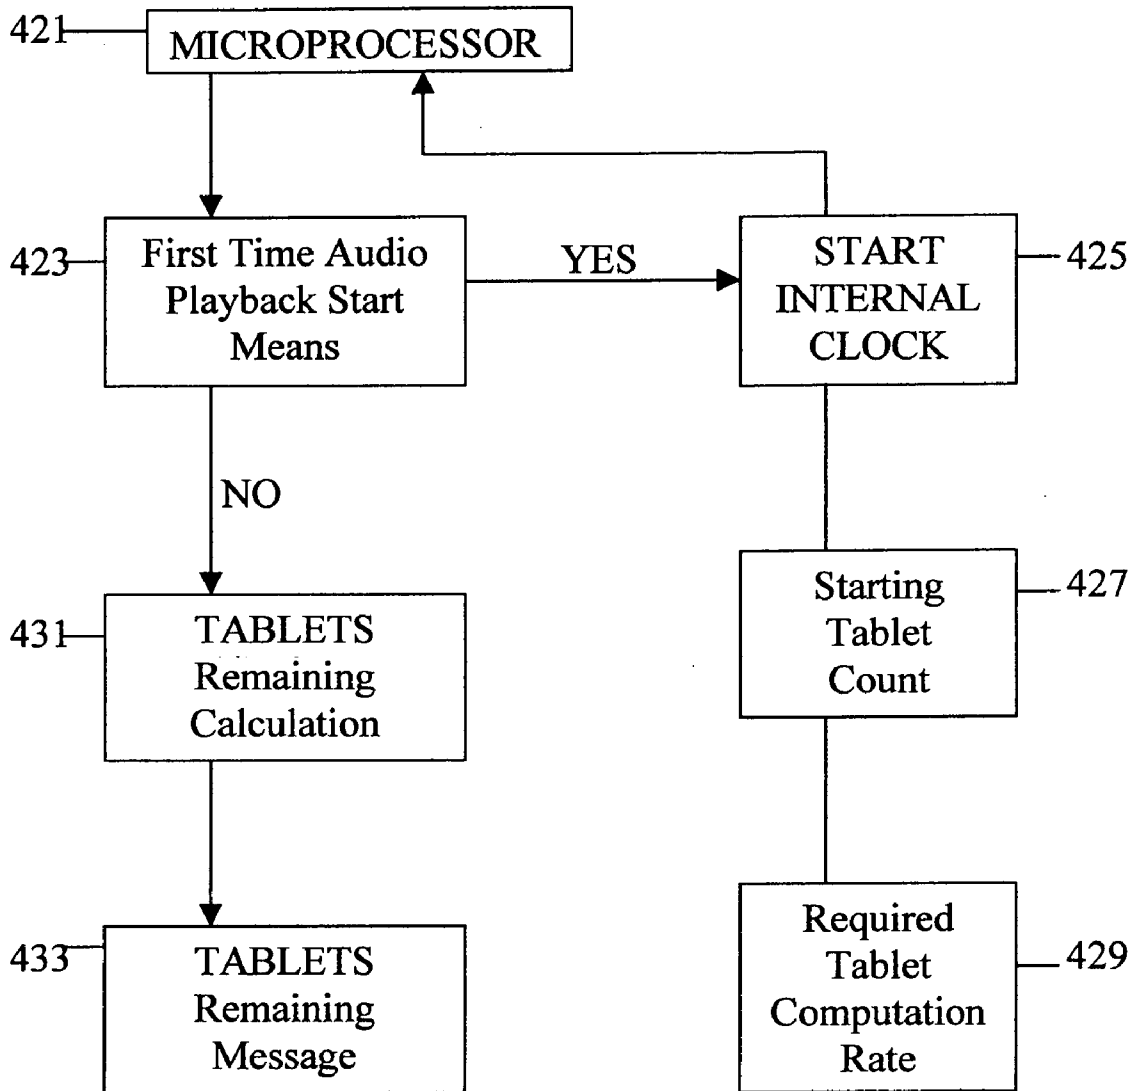 421
MICROPROCESSOR
423
First Time Audio
Playback Start
Means
YES
START
INTERNAL
CLOCK
425
NO
Starting
Tablet
Count
427
431
TABLETS
Remaining
Calculation
433
TABLETS
Remaining
Message
Required
Tablet
Computation
Rate
429